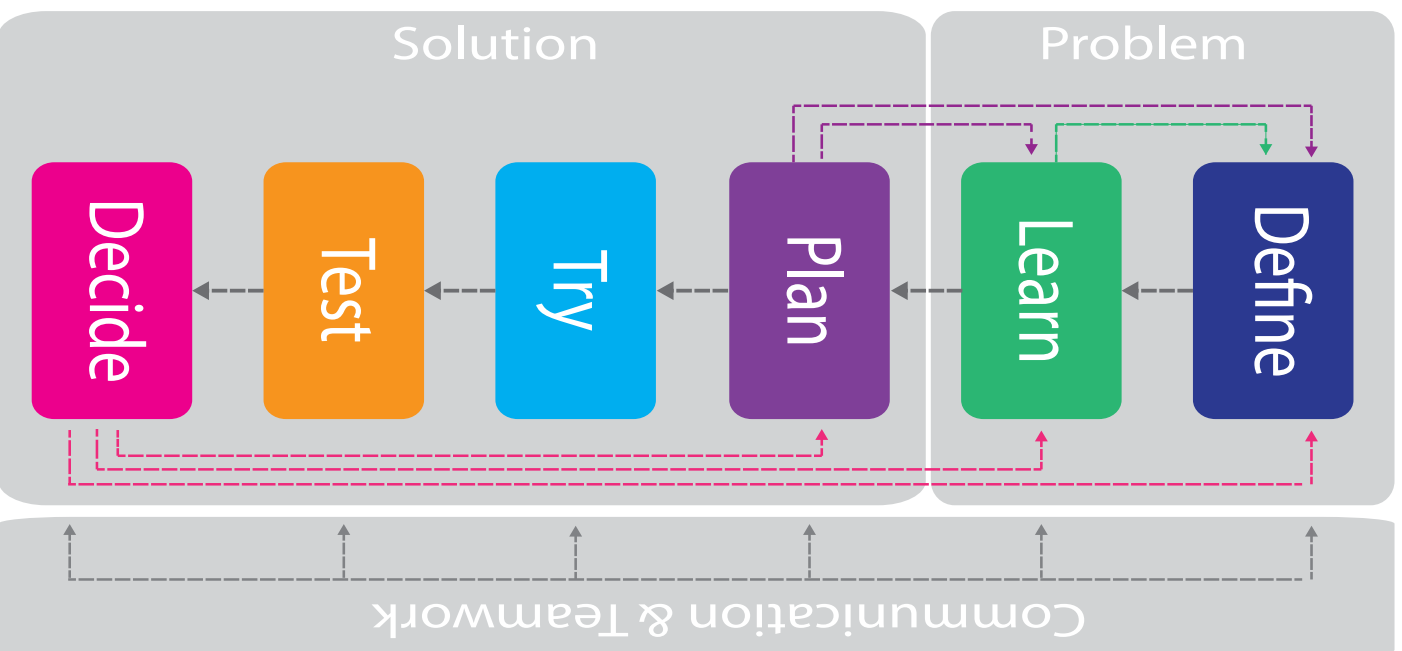 Solution
Problem
Decide
Test
Try
Plan
Learn
Define
Communication & Teamwork